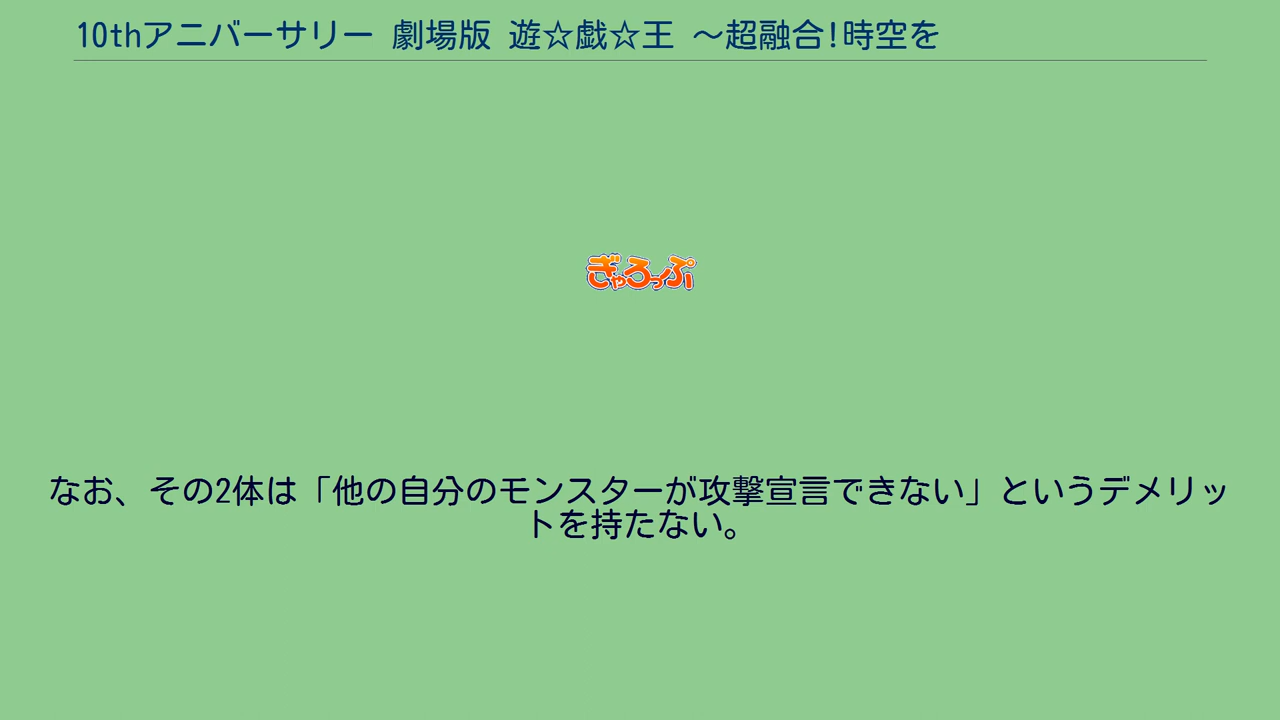 10thアニバーサリー 劇場版 遊☆戯☆王 ～超融合!時空を
ぎゃろっぷ
なお、その2体は「他の自分のモンスターが攻撃宣言できない」というデメリッ
トを持たない。